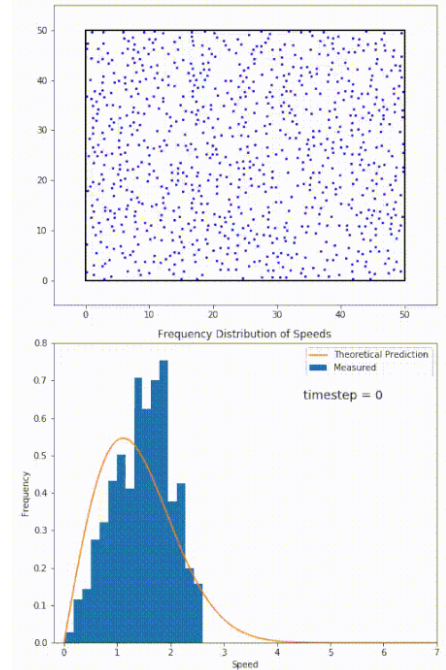 50
40
30
20
10
0
0 10 20 30 40 50
Frequency Distribution of Speeds
0.8
Theoretical Prediction
0.7
Measured
timestep = 0
0.6
0.5
0.4
Frequency
0.3
0.2
0.1
0.0
0 1 2 3 4 5 6 7
Speed